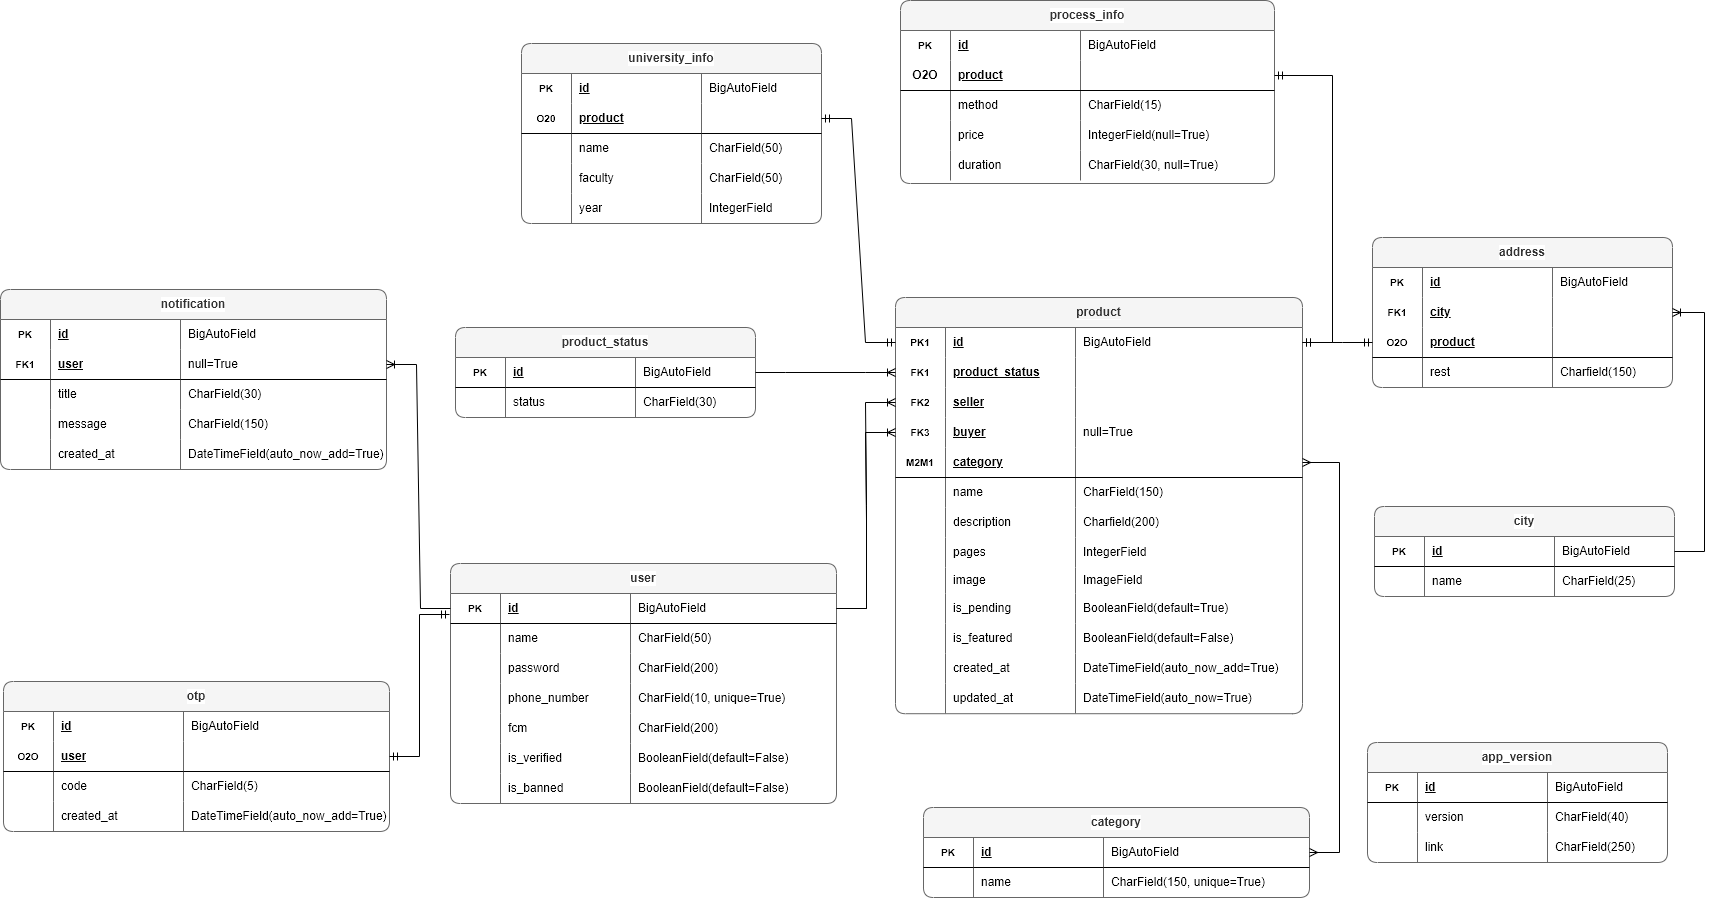 process_info
PK id BigAutoField
O2O product
method CharField(15)
price IntegerField(null=True)
duration CharField(30, null=True)
university_info
PK id BigAutoField
O20 product
name CharField(50)
faculty CharField(50)
year IntegerField
address
PK id BigAutoField
FK1 city
O2O product
rest Charfield(150)
notification
PK id BigAutoField
FK1 user null=True
title CharField(30)
message CharField(150)
created_at DateTimeField(auto_now_add=True)
product_status
PK id BigAutoField
status CharField(30)
product
PK1 id BigAutoField
FK1 product_status
FK2 seller
FK3 buyer null=True
M2M1 category
name CharField(150)
description Charfield(200)
pages IntegerField
image ImageField
is_pending BooleanField(default=True)
is_featured BooleanField(default=False)
created_at DateTimeField(auto_now_add=True)
updated_at DateTimeField(auto_now=True)
city
PK id BigAutoField
name CharField(25)
user
PK id BigAutoField
name CharField(50)
password CharField(200)
phone_number CharField(10, unique=True)
fcm CharField(200)
is_verified BooleanField(default=False)
is_banned BooleanField(default=False)
otp
PK id BigAutoField
O2O user
code CharField(5)
created_at DateTimeField(auto_now_add=True)
app_version
PK id BigAutoField
version CharField(40)
link CharField(250)
category
PK id BigAutoField
name CharField(150, unique=True)